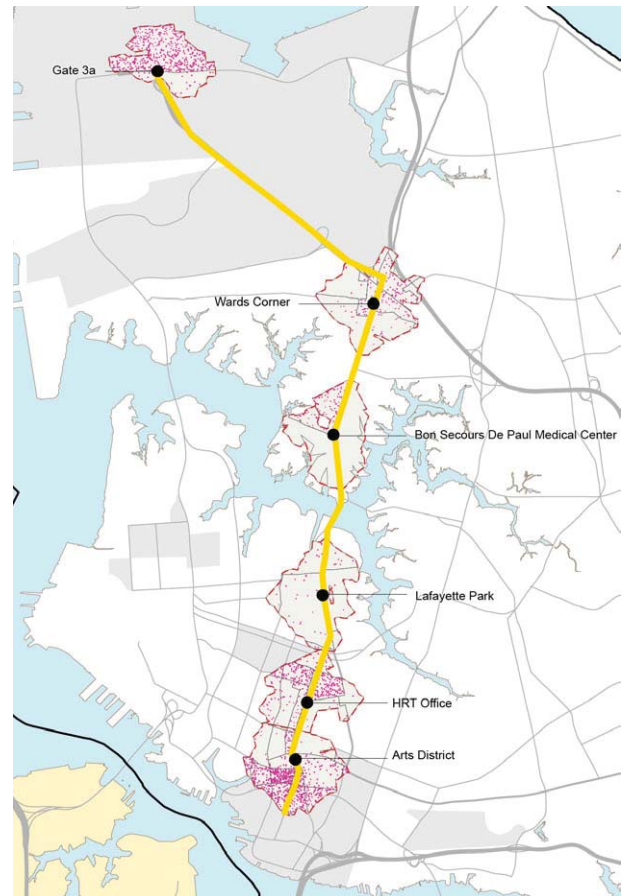 Gate 3a
Wards Corner
Bon Secours De Paul Medical Center
Lafayette Park
HRT Office
Arts District